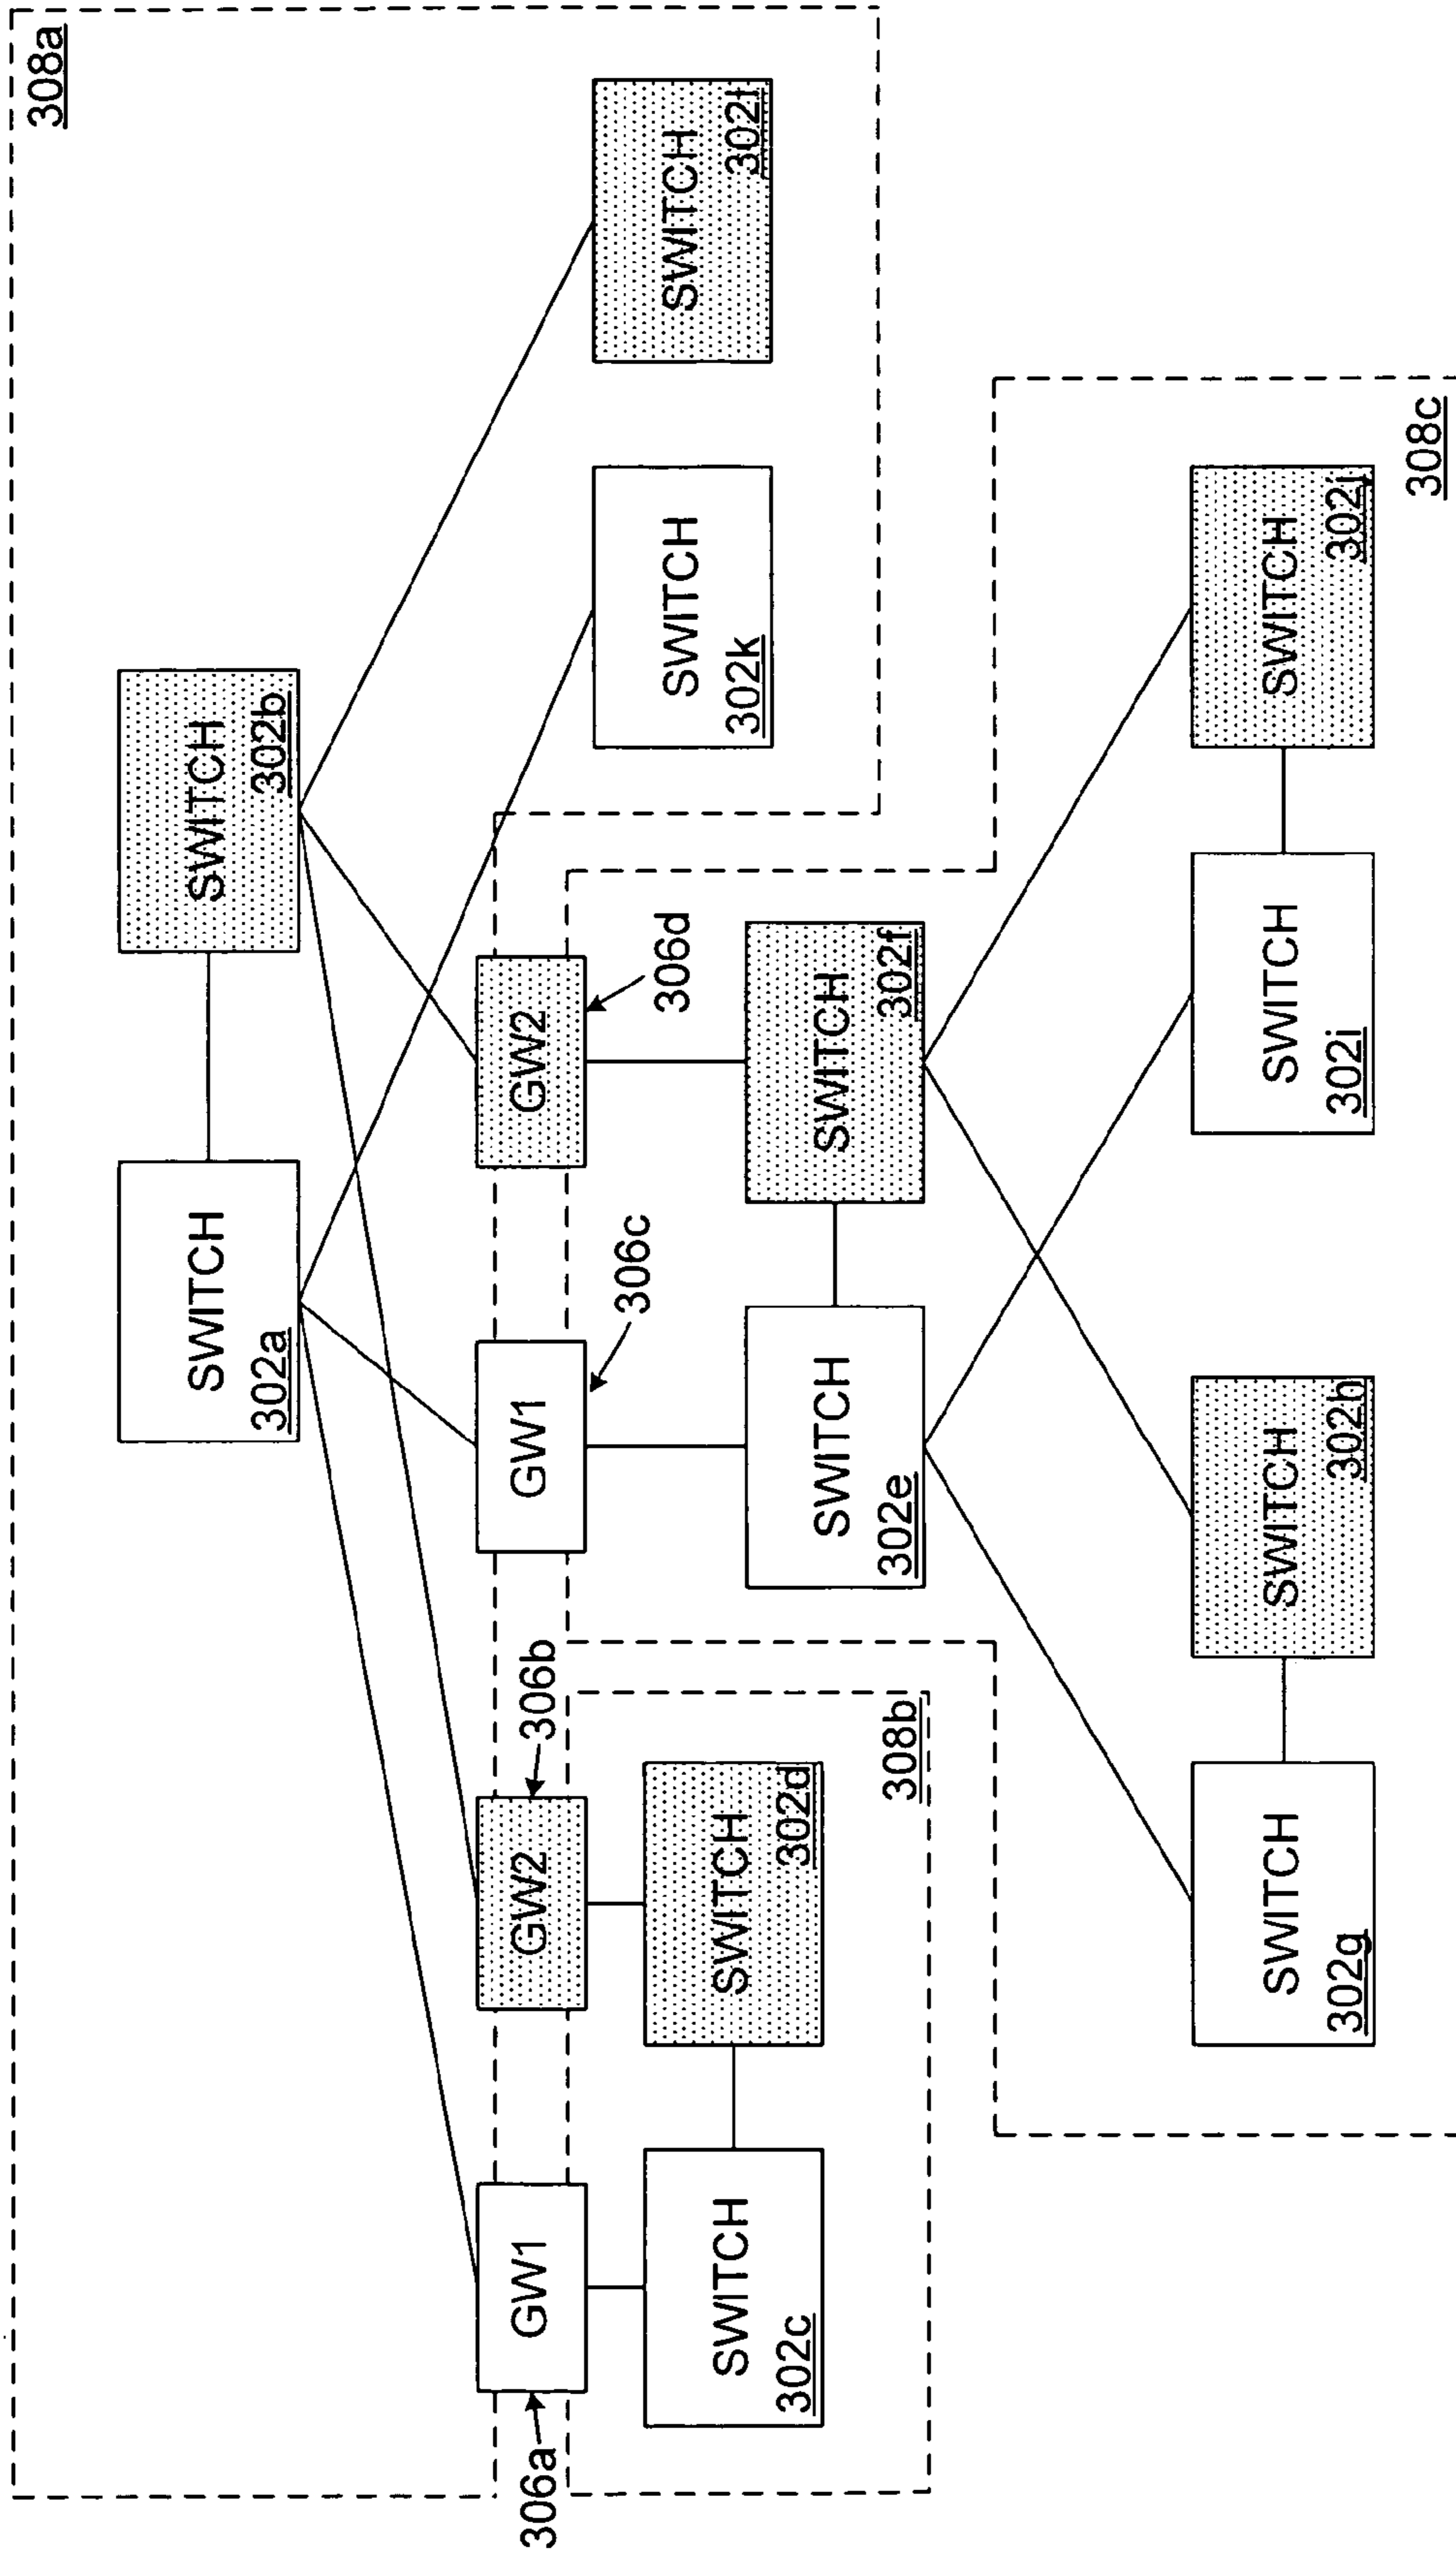 308a
SWITCH
302a
SWITCH
302b
306a
GW1
GW2
306b
GW1
306c
GW2
306d
SWITCH
302c
SWITCH
302d
308b
SWITCH
302e
SWITCH
302f
SWITCH
302k
SWITCH
302l
SWITCH
302g
SWITCH
302h
SWITCH
302i
SWITCH
302j
308c